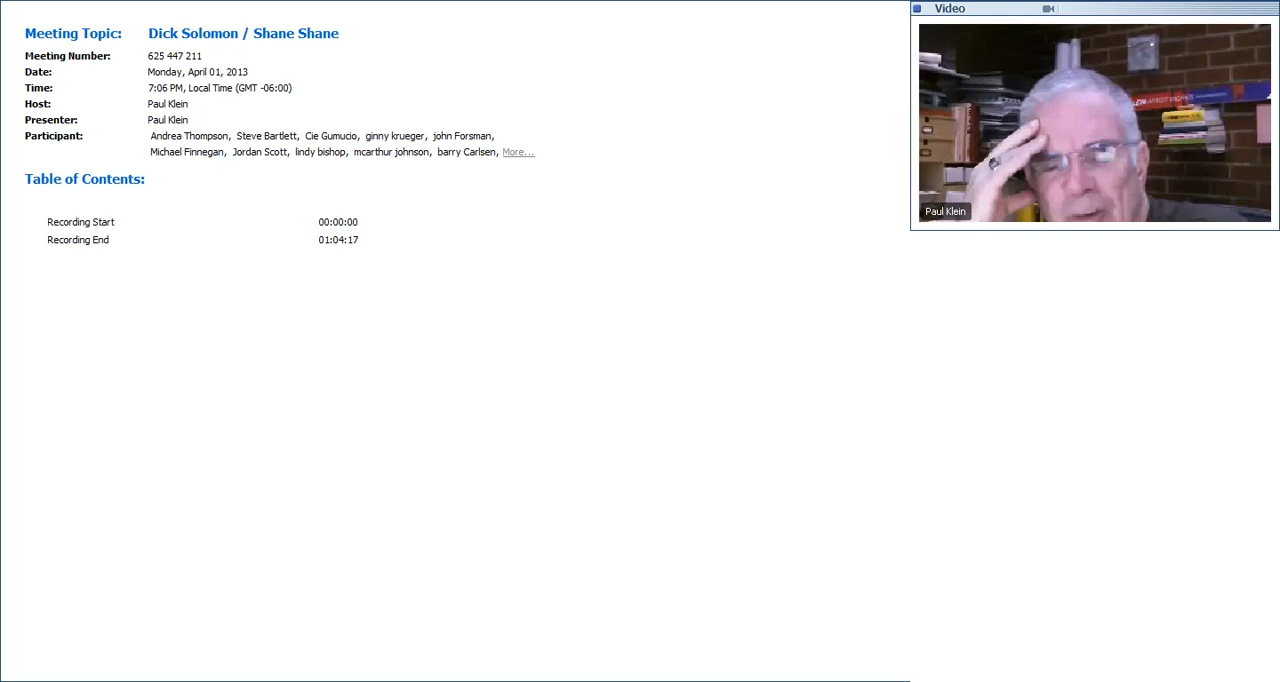 Meeting Topic: Dick Solomon / Shane Shane
Meeting Number: 625 447 211
Date: Monday, April 01, 2013
Time: 7:06 PM, Local Time (GMT -06:00)
Host: Paul Klein
Presenter: Paul Klein
Participant: Andrea Thompson, Steve Bartlett, Cie Gumucio, ginny krueger, john Forsman,
Michael Finnegan, Jordan Scott, lindy bishop, mcarthur johnson, barry Carlsen, More...
Table of Contents:
Recording Start 00:00:00
Recording End 01:04:17
Video
KLEIN ARTIST WORKS
Paul Klein